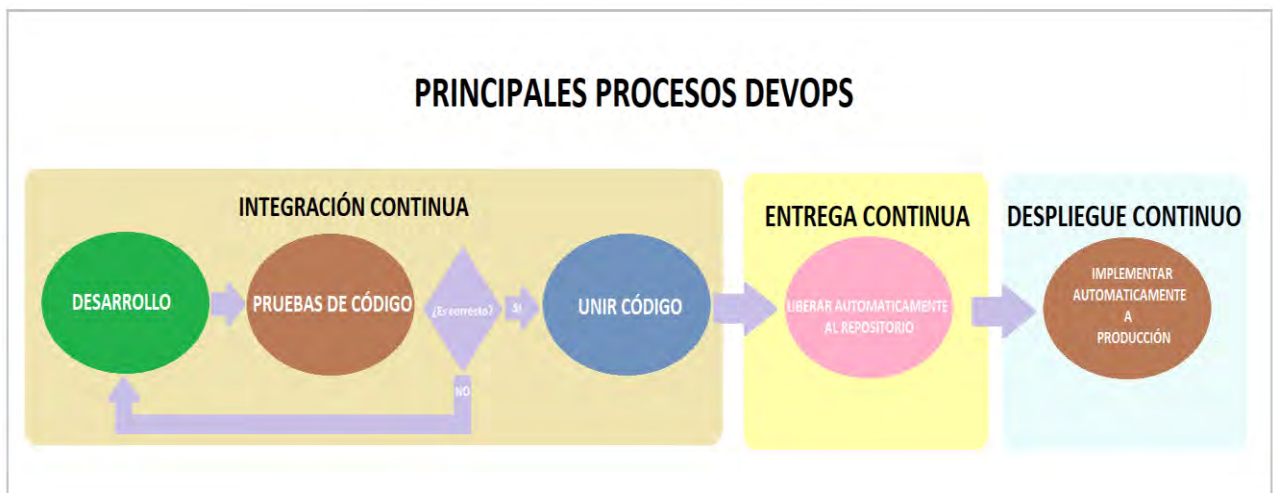 PRINCIPALES PROCESOS DEVOPS
INTEGRACIÓN CONTINUA
DESARROLLO
PRUEBAS DE CÓDIGO
¿Es correcto?
SI
NO
UNIR CÓDIGO
ENTREGA CONTINUA
LIBERAR AUTOMATICAMENTE
AL REPOSITORIO
DESPLIEGUE CONTINUO
IMPLEMENTAR
AUTOMATICAMENTE
A
PRODUCCIÓN